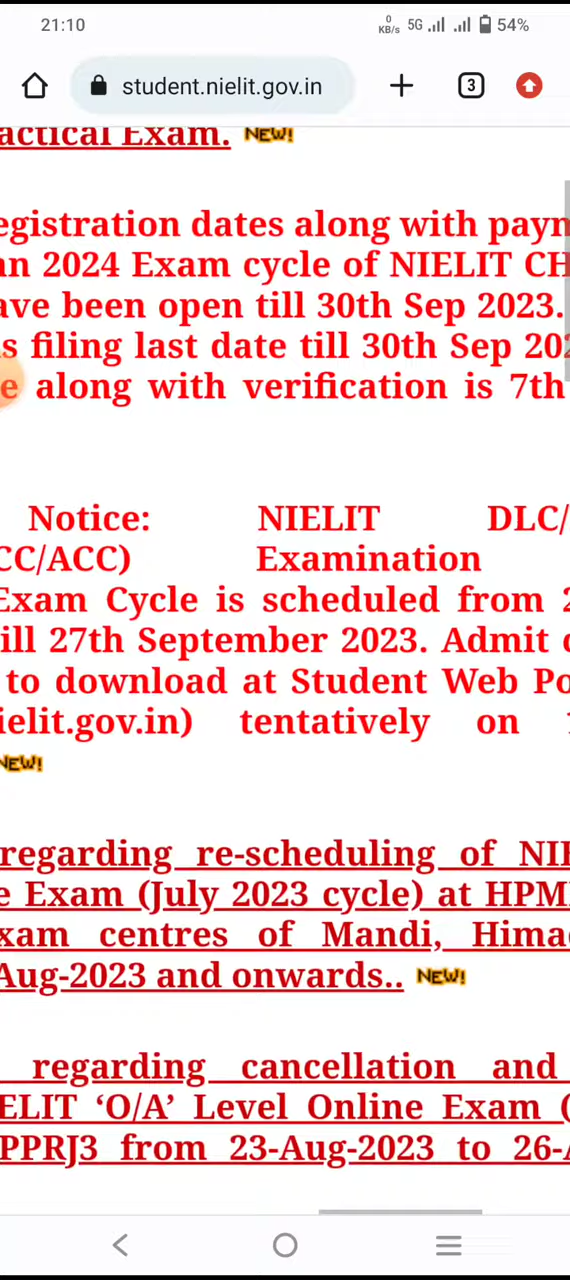 21:10
0 KB/s 5G 54%
student.nielit.gov.in 3
actical Exam. NEW!
egistration dates along with payn
an 2024 Exam cycle of NIELIT CH
ave been open till 30th Sep 2023.
s filing last date till 30th Sep 202
e along with verification is 7th
Notice: NIELIT DLC/
CC/ACC) Examination
Exam Cycle is scheduled from 2
ill 27th September 2023. Admit c
to download at Student Web Po
ielit.gov.in) tentatively on
NEW!
regarding re-scheduling of NIE
e Exam (July 2023 cycle) at HPM
xam centres of Mandi, Hima
Aug-2023 and onwards.. NEW!
regarding cancellation and
ELIT ‘O/A’ Level Online Exam (
PPRJ3 from 23-Aug-2023 to 26-A